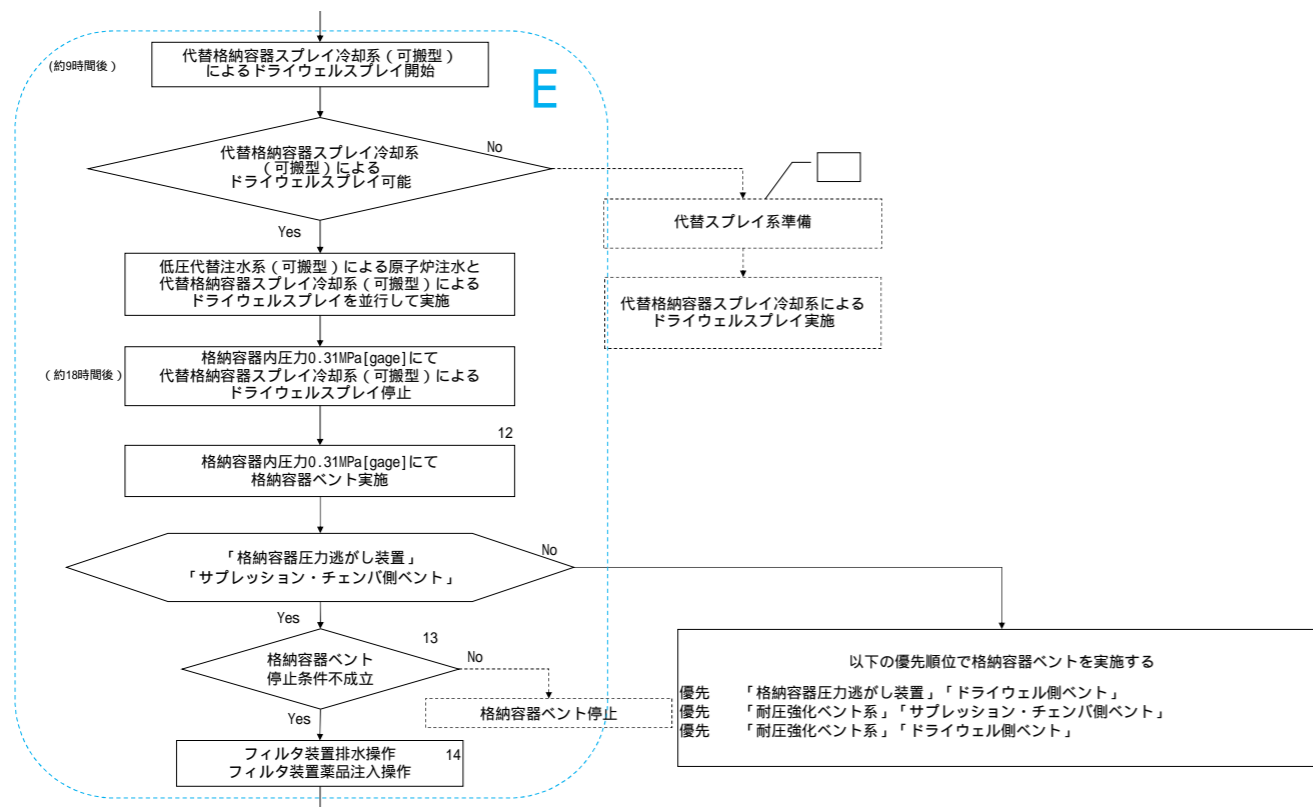 (約9時間後)
代替格納容器スプレイ冷却系(可搬型)
によるドライウェルスプレイ開始
E
代替格納容器スプレイ冷却系
(可搬型)による
ドライウェルスプレイ可能
No
Yes
代替スプレイ系準備
低圧代替注水系(可搬型)による原子炉注水と
代替格納容器スプレイ冷却系(可搬型)による
ドライウェルスプレイを並行して実施
代替格納容器スプレイ冷却系による
ドライウェルスプレイ実施
(約18時間後)
格納容器内圧力0.31MPa[gage]にて
代替格納容器スプレイ冷却系(可搬型)による
ドライウェルスプレイ停止
12
格納容器内圧力0.31MPa[gage]にて
格納容器ベント実施
「格納容器圧力逃がし装置」
「サプレッション・チェンバ側ベント」
No
Yes
13
格納容器ベント
停止条件不成立
No
Yes
格納容器ベント停止
以下の優先順位で格納容器ベントを実施する
優先 「格納容器圧力逃がし装置」「ドライウェル側ベント」
優先 「耐圧強化ベント系」「サプレッション・チェンバ側ベント」
優先 「耐圧強化ベント系」「ドライウェル側ベント」
フィルタ装置排水操作
フィルタ装置薬品注入操作
14